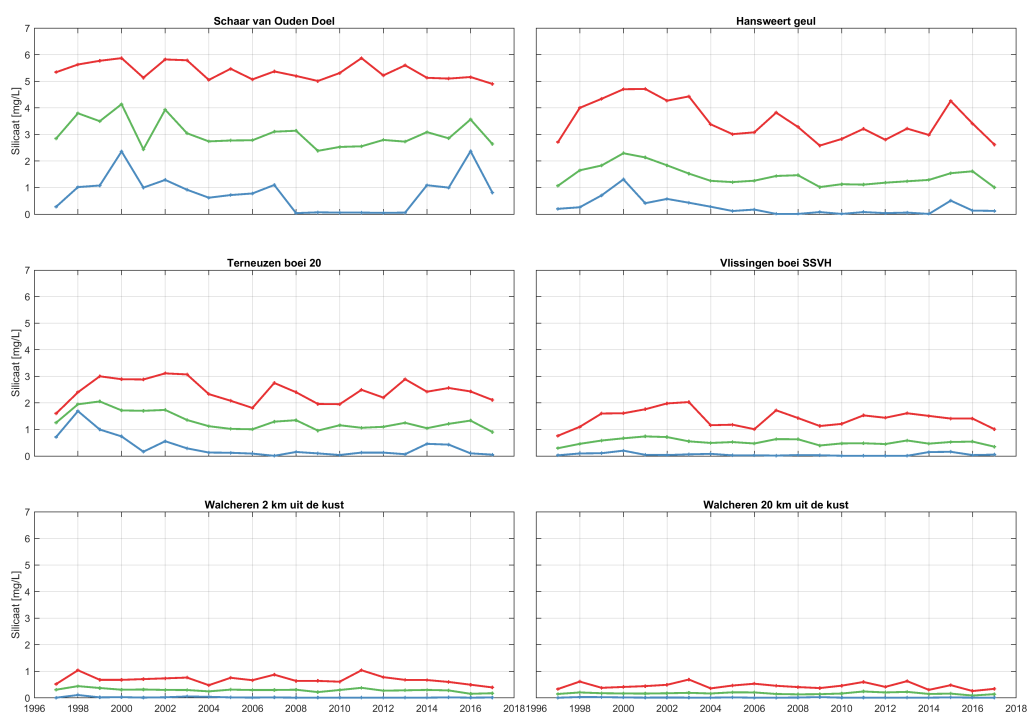 Schaar van Ouden Doel
Hansweert geul
7
6
5
4
3
2
1
0
Silicaat [mg/L]
Terneuzen boei 20
Vlissingen boei SSVH
7
6
5
4
3
2
1
0
Silicaat [mg/L]
Walcheren 2 km uit de kust
Walcheren 20 km uit de kust
7
6
5
4
3
2
1
0
Silicaat [mg/L]
1996 1998 2000 2002 2004 2006 2008 2010 2012 2014 2016 2018
1996 1998 2000 2002 2004 2006 2008 2010 2012 2014 2016 2018